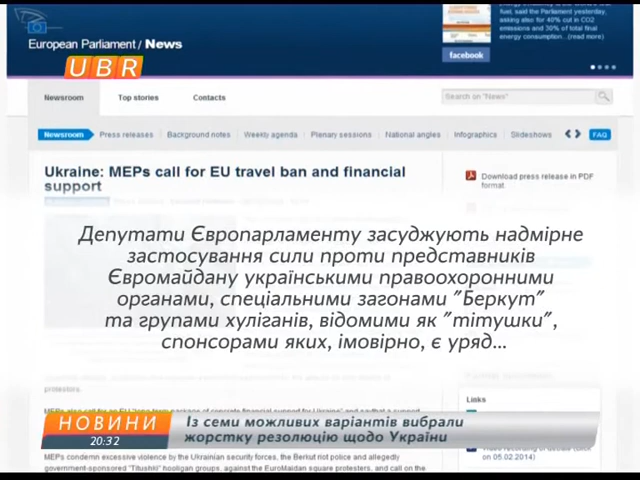 fuel, said the Parliament yesterday,
asking also for 40% cut in CO2
emissions and 30% of total final
energy consumption...(read more)
European Parliament / News
facebook
UBR
Newsroom
Top stories
Contacts
Search on "News"
Newsroom
Press releases
Background notes
Weekly agenda
Plenary sessions
National angles
Infographics
Slideshows
FAQ
Ukraine: MEPs call for EU travel ban and financial
support
Download press release in PDF
format
Депутати Європарламенту засуджують надмірне
застосування сили проти представників
Євромайдану українськими правоохоронними
органами, спеціальними загонами "Беркут"
та групами хуліганів, відомими як "тітушки",
спонсорами яких, імовірно, є уряд...
protestors.
Links
НОВИНИ
20:32
Із семи можливих варіантів вибрали
жорстку резолюцію щодо України
05.02.2014)
MEPs condemn excessive violence by the Ukrainian security forces, the Berkut riot police and allegedly
government-sponsored "Titushki" hooligan groups, against the EuroMaidan square protesters, and call on the